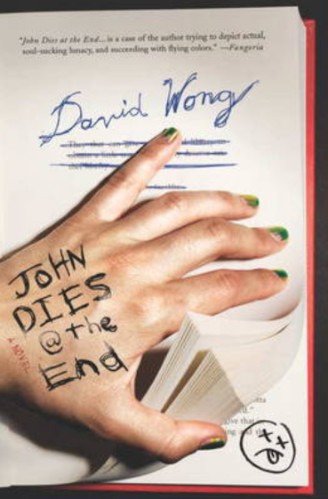 "John Dies at the End... is a case of the author trying to depict actual,
soul-sucking lunacy, and succeeding with flying colors." —Fangoria
David Wong
JOHN
DIES
@ the
End
A NOVEL